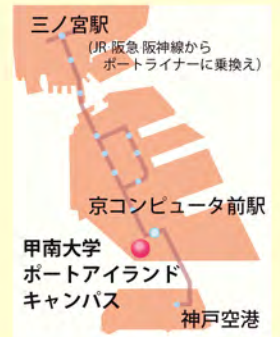 三ノ宮駅
(JR 阪急 阪神線から
ポートライナーに乗換え)
京コンピュータ前駅
甲南大学
ポートアイランド
キャンパス
神戸空港